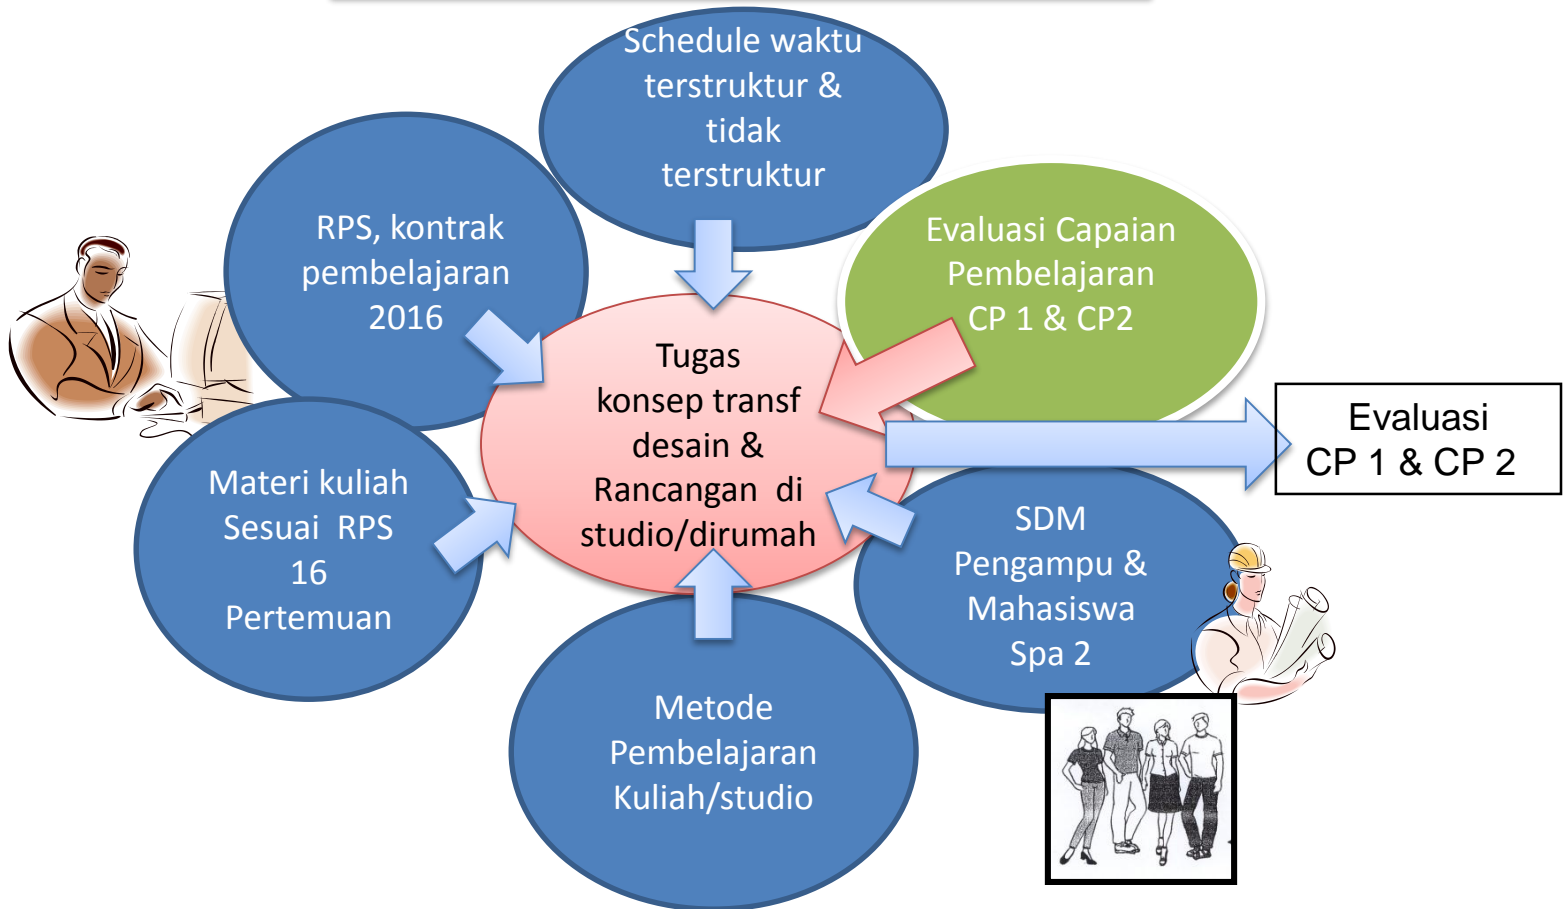 Schedule waktu
terstruktur &
tidak
terstruktur
RPS, kontrak
pembelajaran
2016
Evaluasi Capaian
Pembelajaran
CP 1 & CP2
Tugas
konsep transf
desain &
Rancangan di
studio/dirumah
Evaluasi
CP 1 & CP 2
Materi kuliah
Sesuai RPS
16
Pertemuan
SDM
Pengampu &
Mahasiswa
Spa 2
Metode
Pembelajaran
Kuliah/studio